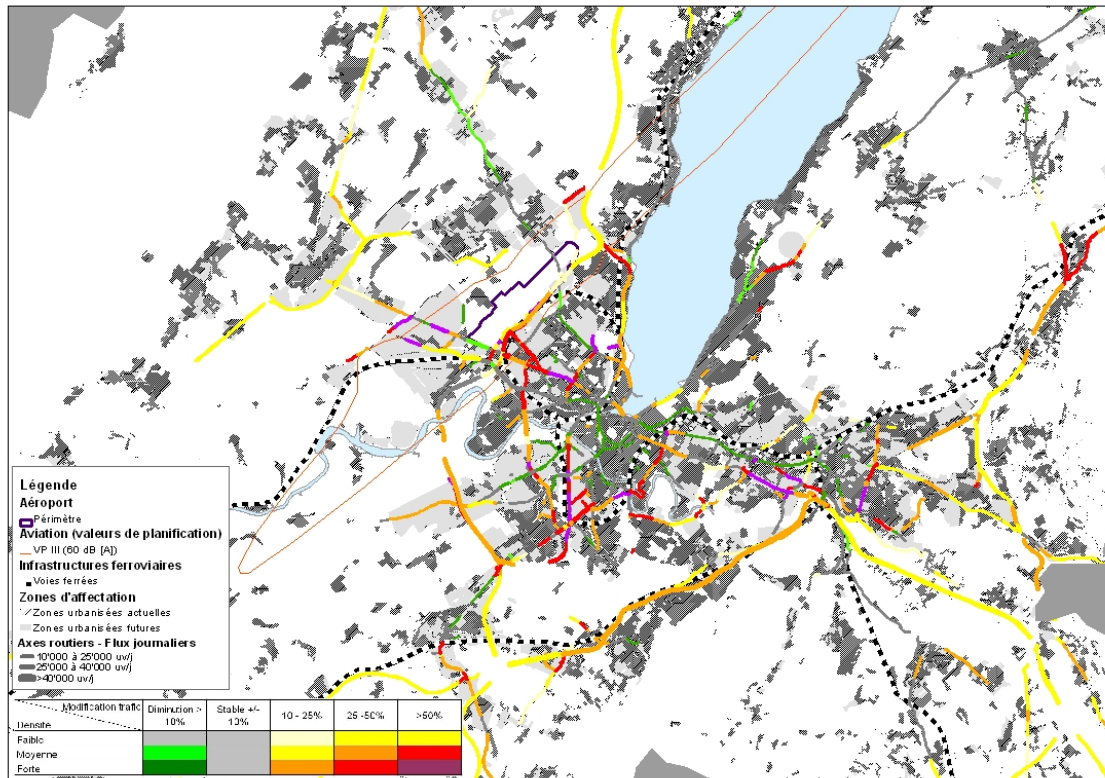 Légende
Aéroport
Périmètre
Aviation (valeurs de planification)
VP III (60 dB [A])
Infrastructures ferroviaires
Voies ferrées
Zones d'affectation
Zones urbanisées actuelles
Zones urbanisées futures
Axes routiers - Flux journaliers
10'000 à 25'000 uv/j
25'000 à 40'000 uv/j
>40'000 uv/j
Modification trafic
Densité
Diminution > 10%
Stable +/- 10%
10 - 25%
25 -50%
>50%
Faible
Moyenne
Forte